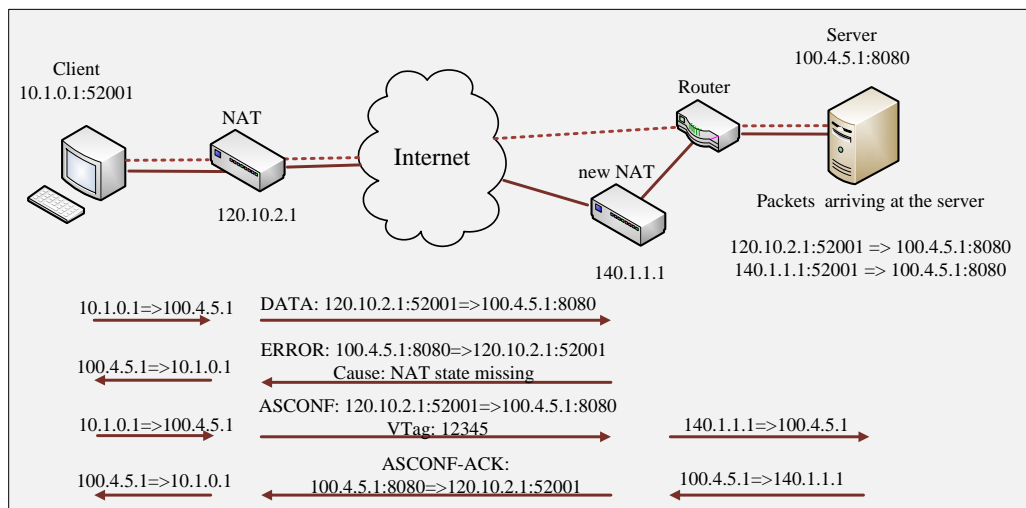 Client
10.1.0.1:52001
NAT
120.10.2.1
Internet
Router
new NAT
140.1.1.1
Server
100.4.5.1:8080
Packets arriving at the server
120.10.2.1:52001 => 100.4.5.1:8080
140.1.1.1:52001 => 100.4.5.1:8080
10.1.0.1=>100.4.5.1
DATA: 120.10.2.1:52001=>100.4.5.1:8080
100.4.5.1=>10.1.0.1
ERROR: 100.4.5.1:8080=>120.10.2.1:52001
Cause: NAT state missing
10.1.0.1=>100.4.5.1
ASCONF: 120.10.2.1:52001=>100.4.5.1:8080
VTag: 12345
140.1.1.1=>100.4.5.1
100.4.5.1=>10.1.0.1
ASCONF-ACK:
100.4.5.1:8080=>120.10.2.1:52001
100.4.5.1=>140.1.1.1